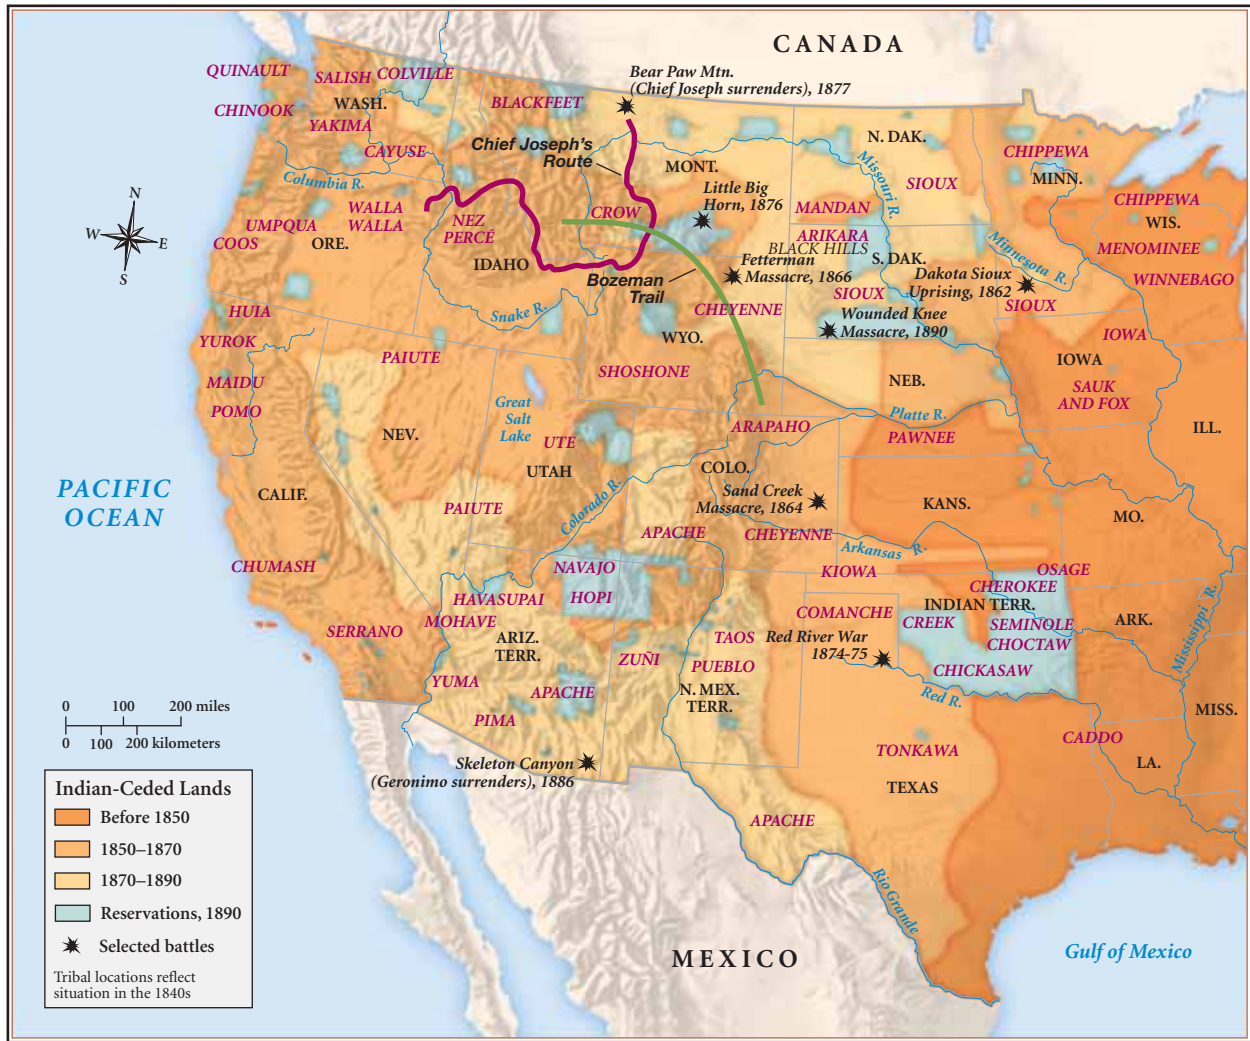 CANADA
Bear Paw Mtn.
(Chief Joseph surrenders), 1877
QUINAULT
SALISH
COLVILLE
CHINOOK
WASH.
BLACKFEET
YAKIMA
CAYUSE
Chief Joseph's
Route
MONT.
N. DAK.
CHIPPEWA
MINN.
Columbia R.
Missouri R.
SIOUX
Little Big
Horn, 1876
CHIPPEWA
WIS.
N
W
E
S
WALLA
WALLA
UMPQUA
COOS
ORE.
NEZ
PERCÉ
CROW
MANDAN
ARIKARA
BLACK HILLS
S. DAK.
Minnesota R.
MENOMINEE
WINNEBAGO
IDAHO
Bozeman
Trail
Fetterman
Massacre, 1866
Dakota Sioux
Uprising, 1862
SIOUX
SIOUX
HUIA
Snake R.
CHEYENNE
Wounded Knee
Massacre, 1890
YUROK
PAIUTE
WYO.
IOWA
IOWA
MAIDU
SHOSHONE
NEB.
SAUK
AND FOX
POMO
Great
Salt
Lake
Platte R.
ILL.
NEV.
UTE
ARAPAHO
PAWNEE
UTAH
COLO.
PACIFIC
OCEAN
CALIF.
Colorado R.
Sand Creek
Massacre, 1864
KANS.
MO.
PAIUTE
APACHE
CHEYENNE
Arkansas R.
CHUMASH
NAVAJO
KIOWA
OSAGE
CHEROKEE
HAVASUPAI
HOPI
COMANCHE
INDIAN TERR.
ARK.
Mississippi R.
MOHAVE
CREEK
SEMINOLE
SERRANO
ARIZ.
TERR.
TAOS
Red River War
1874-75
CHOCTAW
ZUÑI
PUEBLO
CHICKASAW
YUMA
APACHE
N. MEX.
TERR.
Red R.
MISS.
PIMA
0 100 200 miles
0 100 200 kilometers
CADDO
TONKAWA
LA.
Skeleton Canyon
(Geronimo surrenders), 1886
TEXAS
APACHE
Rio Grande
MEXICO
Gulf of Mexico
Indian-Ceded Lands
Before 1850
1850–1870
1870–1890
Reservations, 1890
Selected battles
Tribal locations reflect
situation in the 1840s